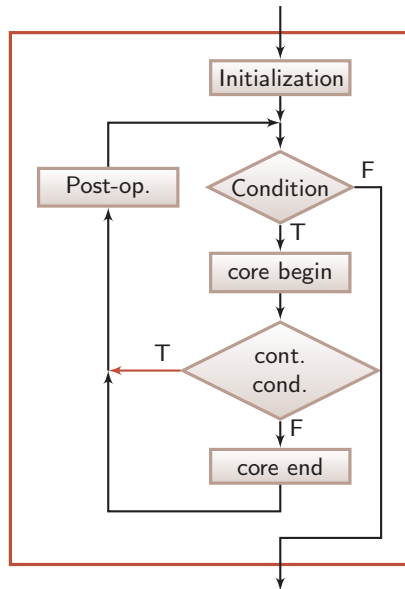 Initialization
Post-op.
Condition
F
T
core begin
T
cont.
cond.
F
core end